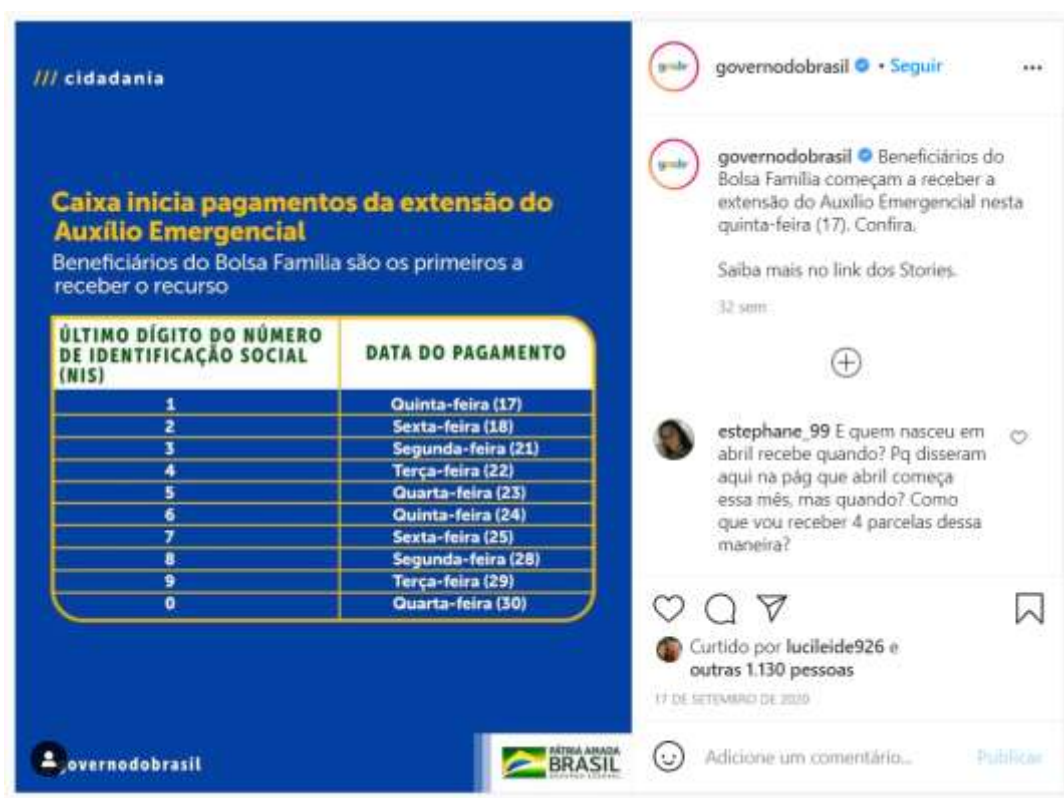 /// cidadania
Caixa inicia pagamentos da extensão do
Auxílio Emergencial
Beneficiários do Bolsa Família são os primeiros a
receber o recurso
ÚLTIMO DÍGITO DO NÚMERO
DE IDENTIFICAÇÃO SOCIAL
(NIS)
DATA DO PAGAMENTO
1 Quinta-feira (17)
2 Sexta-feira (18)
3 Segunda-feira (21)
4 Terça-feira (22)
5 Quarta-feira (23)
6 Quinta-feira (24)
7 Sexta-feira (25)
8 Segunda-feira (28)
9 Terça-feira (29)
0 Quarta-feira (30)
overnodobrasil
PÁTRIA AMADA
BRASIL
governodobrasil • Seguir
governodobrasil Beneficiários do
Bolsa Família começam a receber a
extensão do Auxílio Emergencial nesta
quinta-feira (17). Confira.
Saiba mais no link dos Stories.
32 sem
estephane_99 E quem nasceu em
abril recebe quando? Pq disseram
aqui na pág que abril começa
essa mês, mas quando? Como
que vou receber 4 parcelas dessa
maneira?
Curtido por lucileide926 e
outras 1.130 pessoas
17 DE SETEMBRO DE 2020
Adicione um comentário... Publicar